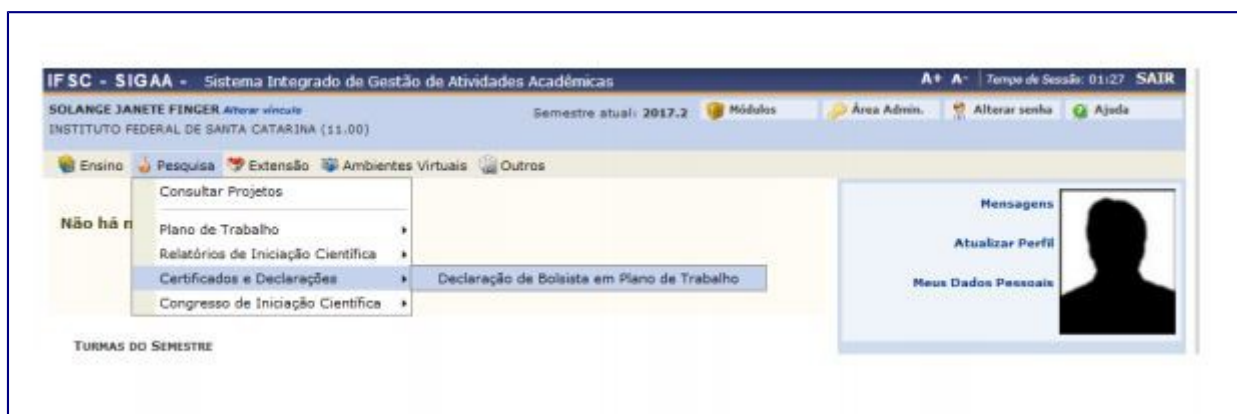 IFSC - SIGAA - Sistema Integrado de Gestão de Atividades Acadêmicas A+ A- Tempo de Sessão: 01:27 SAIR
SOLANGE JANETE FINGER Alterar vínculo Semestre atual: 2017.2 Módulos Área Admin. Alterar senha Ajuda
INSTITUTO FEDERAL DE SANTA CATARINA (11.00)
Ensino Pesquisa Extensão Ambientes Virtuais Outros
Consultar Projetos
Mensagens
Não há n
Plano de Trabalho
Atualizar Perfil
Relatórios de Iniciação Científica
Certificados e Declarações Declaração de Bolsista em Plano de Trabalho
Meus Dados Pessoais
Congresso de Iniciação Científica
TURMAS DO SEMESTRE